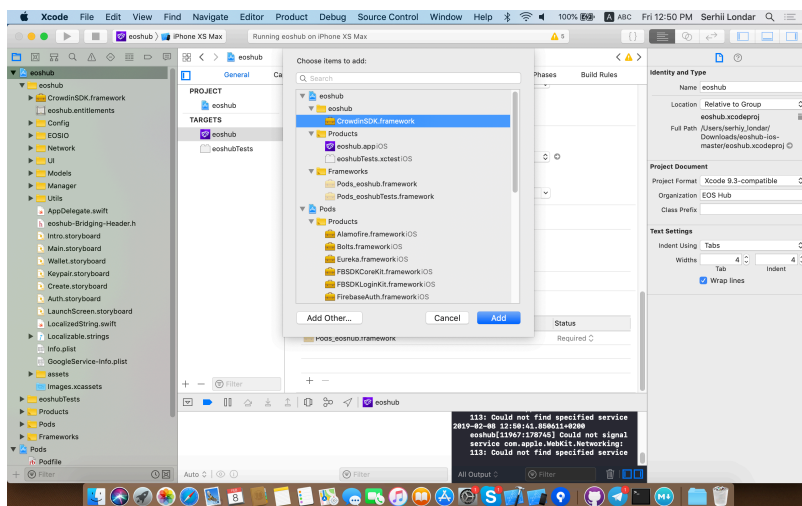 Xcode File Edit View Find Navigate Editor Product Debug Source Control Window Help 100% A ABC Fri 12:50 PM Serhii Londar
eoshub iPhone XS Max Running eoshub on iPhone XS Max 5
eoshub
eoshub
CrowdinSDK.framework
eoshub.entitlements
Config
EOSIO
Network
UI
Models
Manager
Utils
AppDelegate.swift
eoshub-Bridging-Header.h
Intro.storyboard
Main.storyboard
Wallet.storyboard
Keypair.storyboard
Create.storyboard
Auth.storyboard
LaunchScreen.storyboard
LocalizedString.swift
Localizable.strings
Info.plist
GoogleService-Info.plist
assets
Images.xcassets
eoshubTests
Products
Pods
Frameworks
Pods
Podfile
Filter
eoshub
General Ca
Phases Build Rules
PROJECT
eoshub
TARGETS
eoshub
eoshubTests
Filter
Choose items to add:
Search
eoshub
eoshub
CrowdinSDK.framework
Products
eoshub.app iOS
eoshubTests.xctest iOS
Frameworks
Pods_eoshub.framework
Pods_eoshubTests.framework
Pods
Products
Alamofire.framework iOS
Bolts.framework iOS
Eureka.framework iOS
FBSDKCoreKit.framework iOS
FBSDKLoginKit.framework iOS
FirebaseAuth.framework iOS
Add Other...
Cancel
Add
Status
Pods_eoshub.framework Required
eoshub
113: Could not find specified service
2019-02-08 12:50:41.850611+0200
eoshub[11967:178745] Could not signal
service com.apple.WebKit.Networking:
113: Could not find specified service
Auto
Filter
All Output
Filter
Identity and Type
Name eoshub
Location Relative to Group
eoshub.xcodeproj
Full Path /Users/serhiy_londar/
Downloads/eoshub-ios-
master/eoshub.xcodeproj
Project Document
Project Format Xcode 9.3-compatible
Organization EOS Hub
Class Prefix
Text Settings
Indent Using Tabs
Widths 4 4
Tab Indent
Wrap lines
8